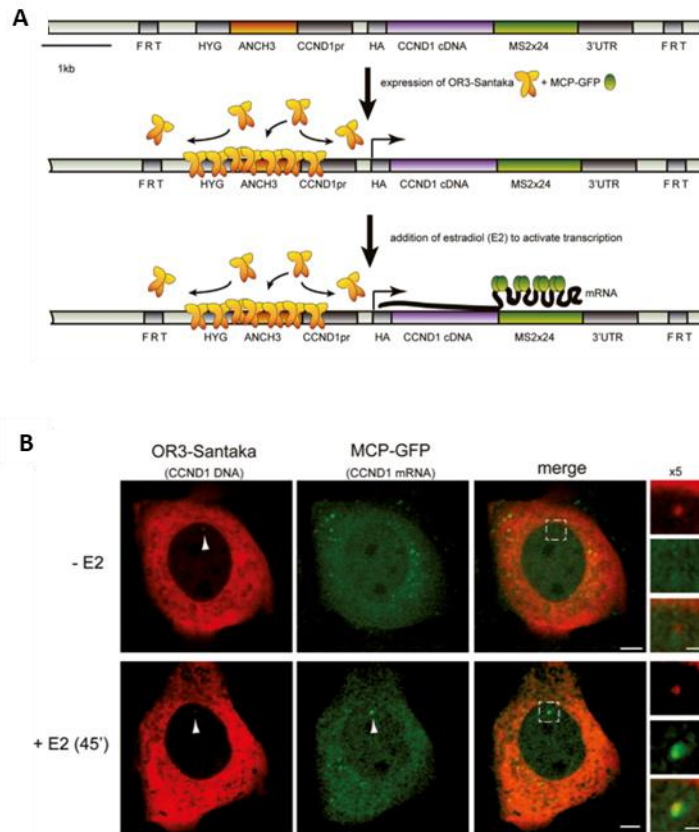 A
FRT HYG ANCH3 CCND1pr HA CCND1 cDNA MS2x24 3'UTR FRT
1kb
expression of OR3-Santaka + MCP-GFP
FRT HYG ANCH3 CCND1pr HA CCND1 cDNA MS2x24 3'UTR FRT
addition of estradiol (E2) to activate transcription
mRNA
FRT HYG ANCH3 CCND1pr HA CCND1 cDNA MS2x24 3'UTR FRT
B
OR3-Santaka MCP-GFP
(CCND1 DNA) (CCND1 mRNA) merge x5
- E2
+ E2 (45')